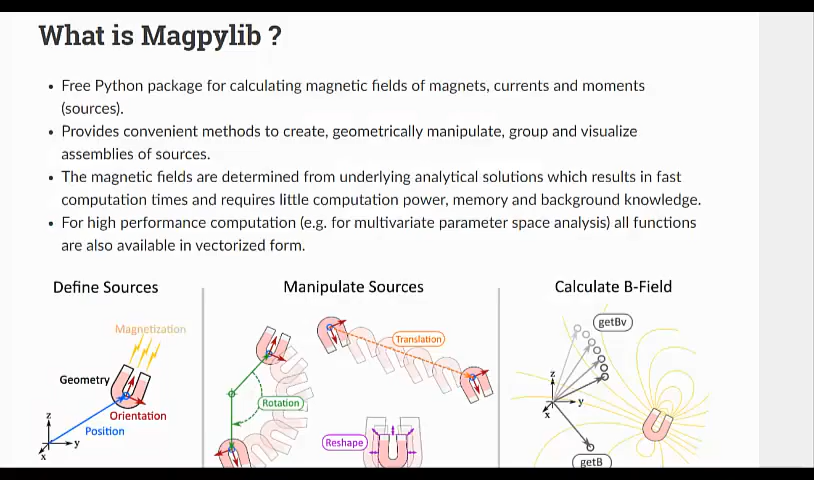 What is Magpylib ?
• Free Python package for calculating magnetic fields of magnets, currents and moments
(sources).
• Provides convenient methods to create, geometrically manipulate, group and visualize
assemblies of sources.
• The magnetic fields are determined from underlying analytical solutions which results in fast
computation times and requires little computation power, memory and background knowledge.
• For high performance computation (e.g. for multivariate parameter space analysis) all functions
are also available in vectorized form.
Define Sources
Magnetization
Geometry
Orientation
Position
z
y
x
Manipulate Sources
Translation
Rotation
Reshape
Calculate B-Field
getBv
z
y
x
getB